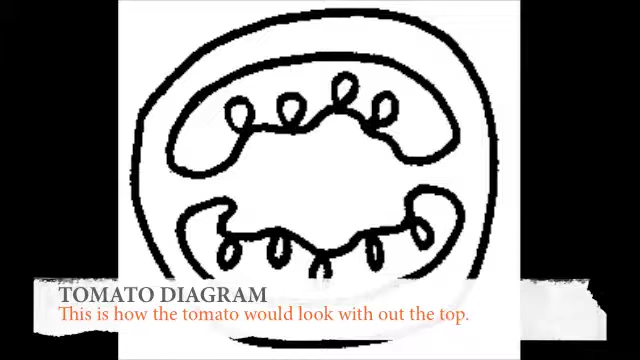 TOMATO DIAGRAM
This is how the tomato would look with out the top.